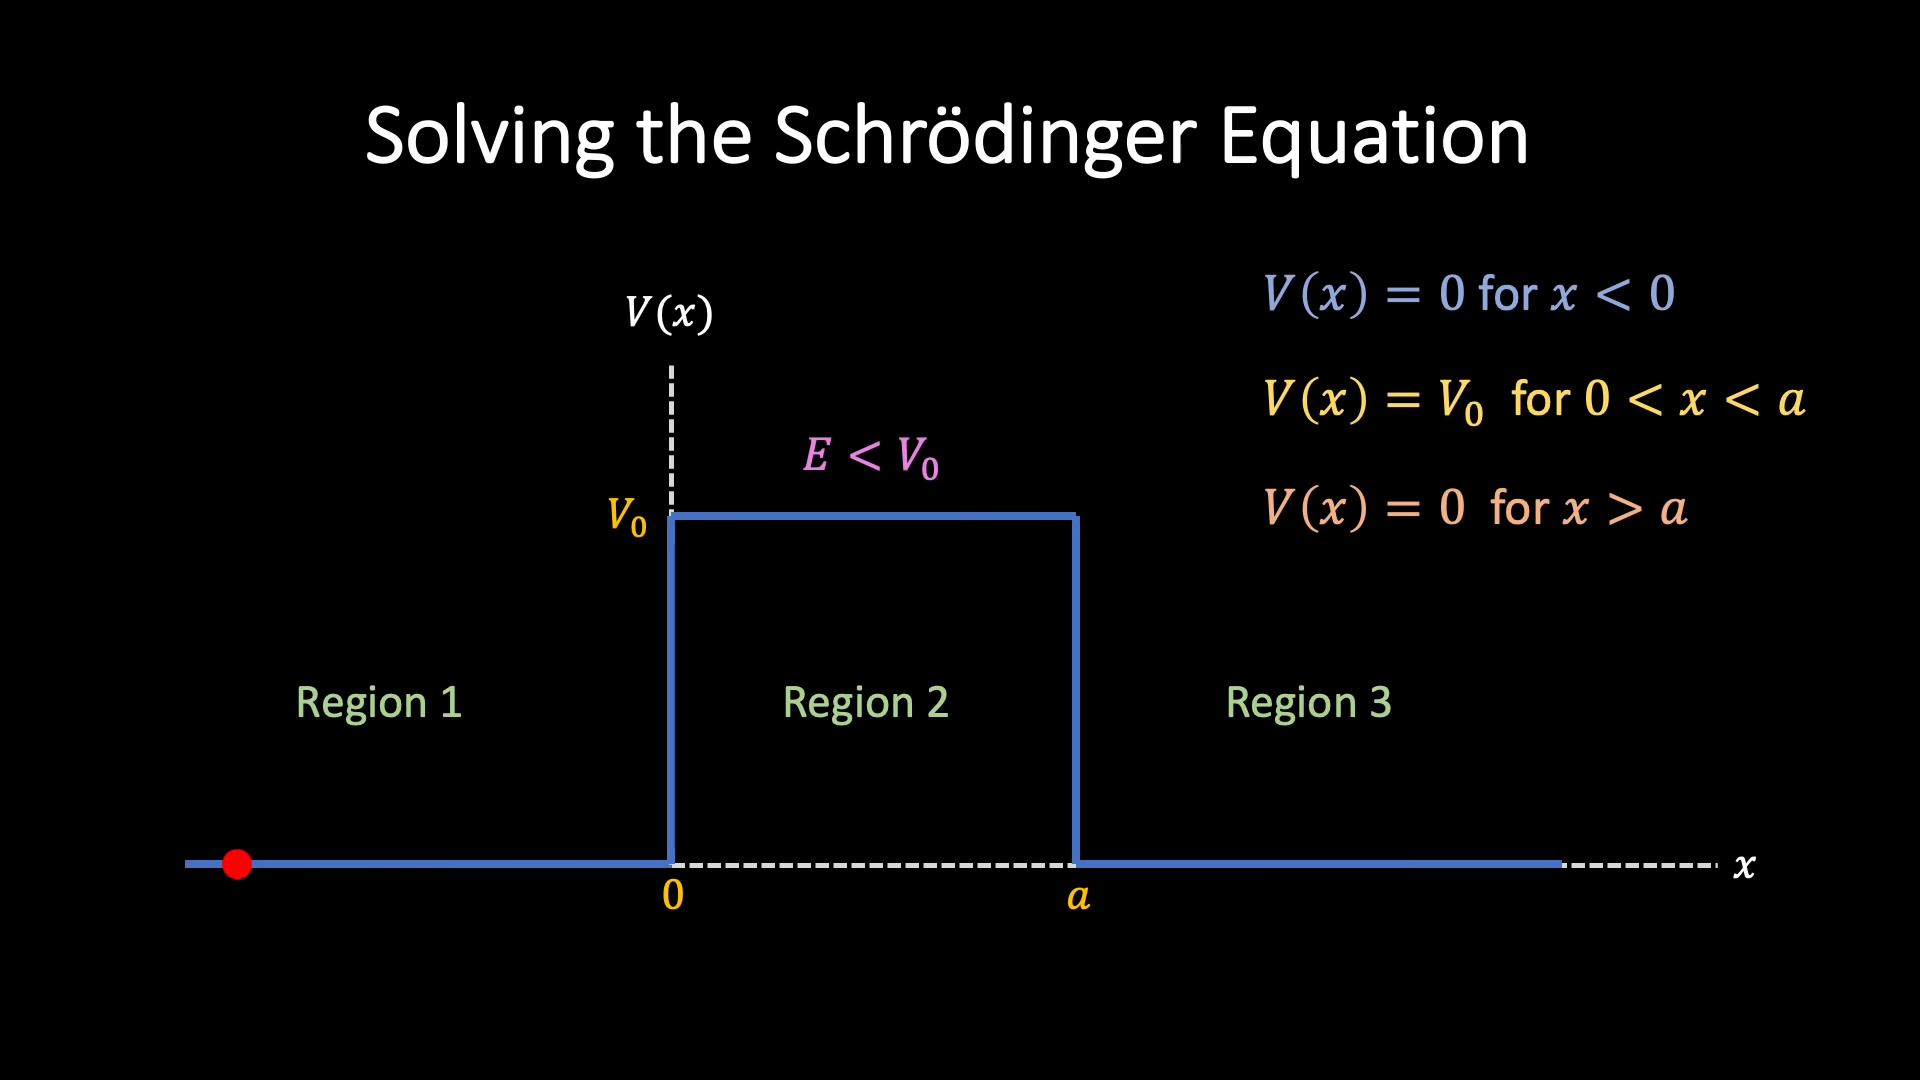 Solving the Schrödinger Equation
V(x) = 0 for x < 0
V(x)
V(x) = V₀ for 0 < x < a
E < V₀
V₀
V(x) = 0 for x > a
Region 1
Region 2
Region 3
x
0
a